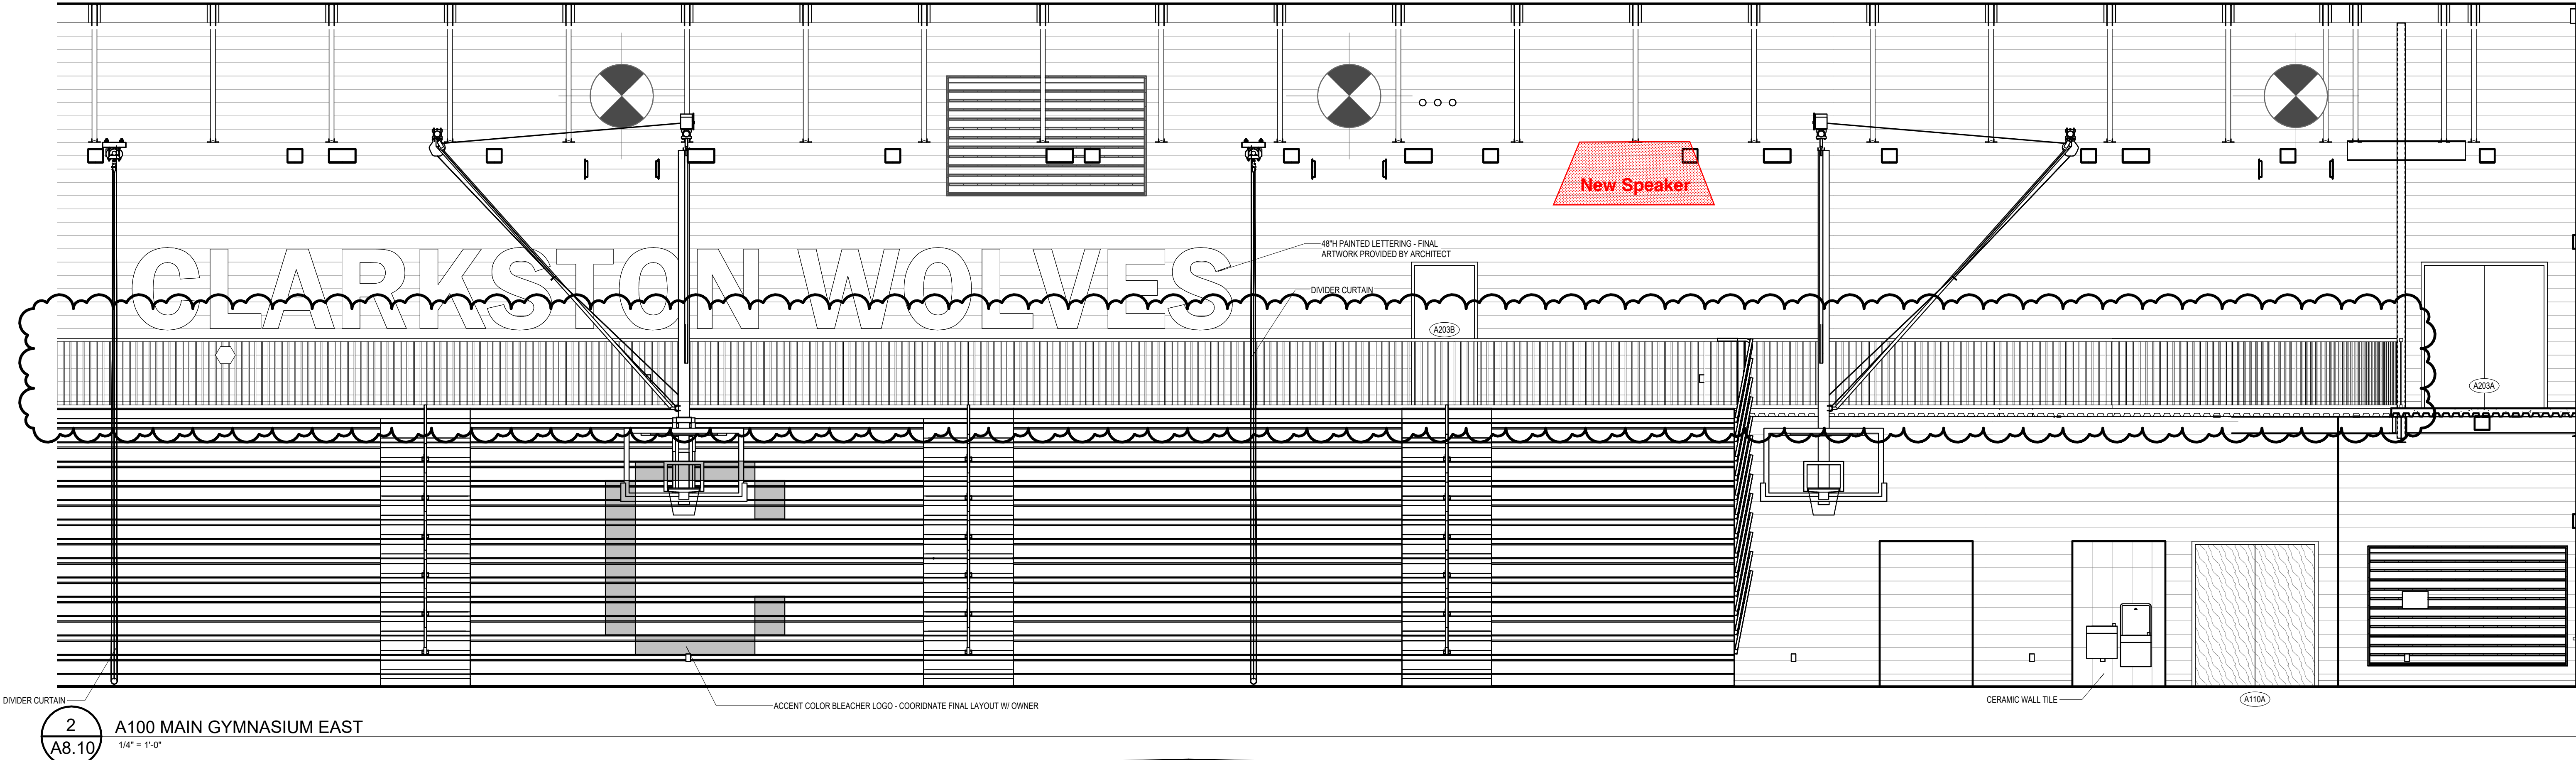 New Speaker
48"H PAINTED LETTERING - FINAL
ARTWORK PROVIDED BY ARCHITECT
CLARKSTON WOLVES
DIVIDER CURTAIN
A203B
A203A
DIVIDER CURTAIN
ACCENT COLOR BLEACHER LOGO - COORIDNATE FINAL LAYOUT W/ OWNER
CERAMIC WALL TILE
A110A
2
A8.10
A100 MAIN GYMNASIUM EAST
1/4" = 1'-0"